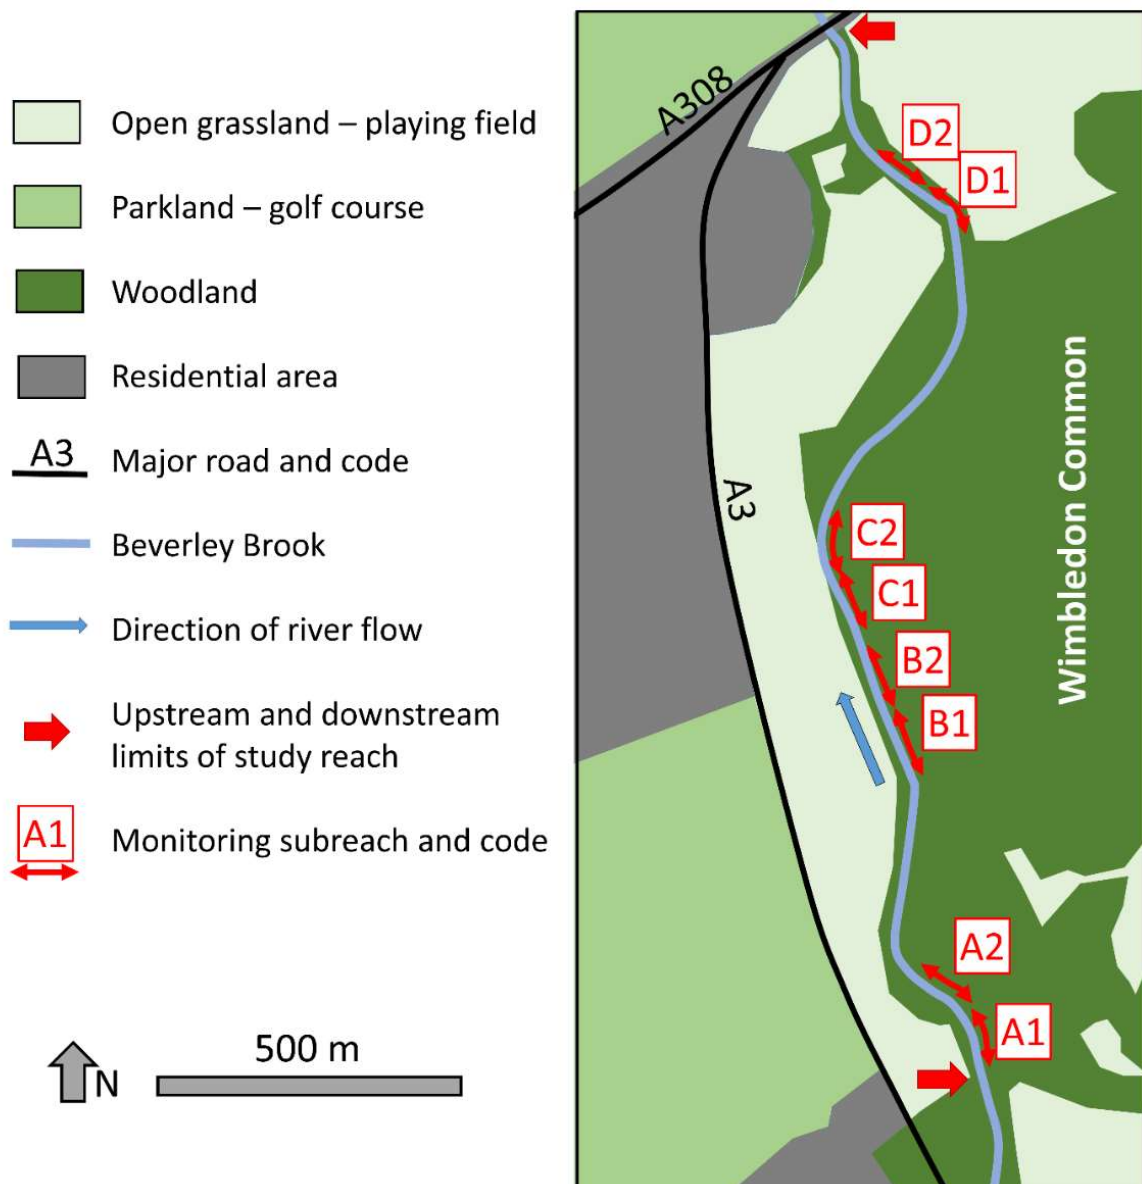 Open grassland – playing field
Parkland – golf course
Woodland
Residential area
A3
Major road and code
Beverley Brook
Direction of river flow
Upstream and downstream
limits of study reach
A1
Monitoring subreach and code
N
500 m
A308
D2
D1
A3
C2
C1
B2
B1
Wimbledon Common
A2
A1